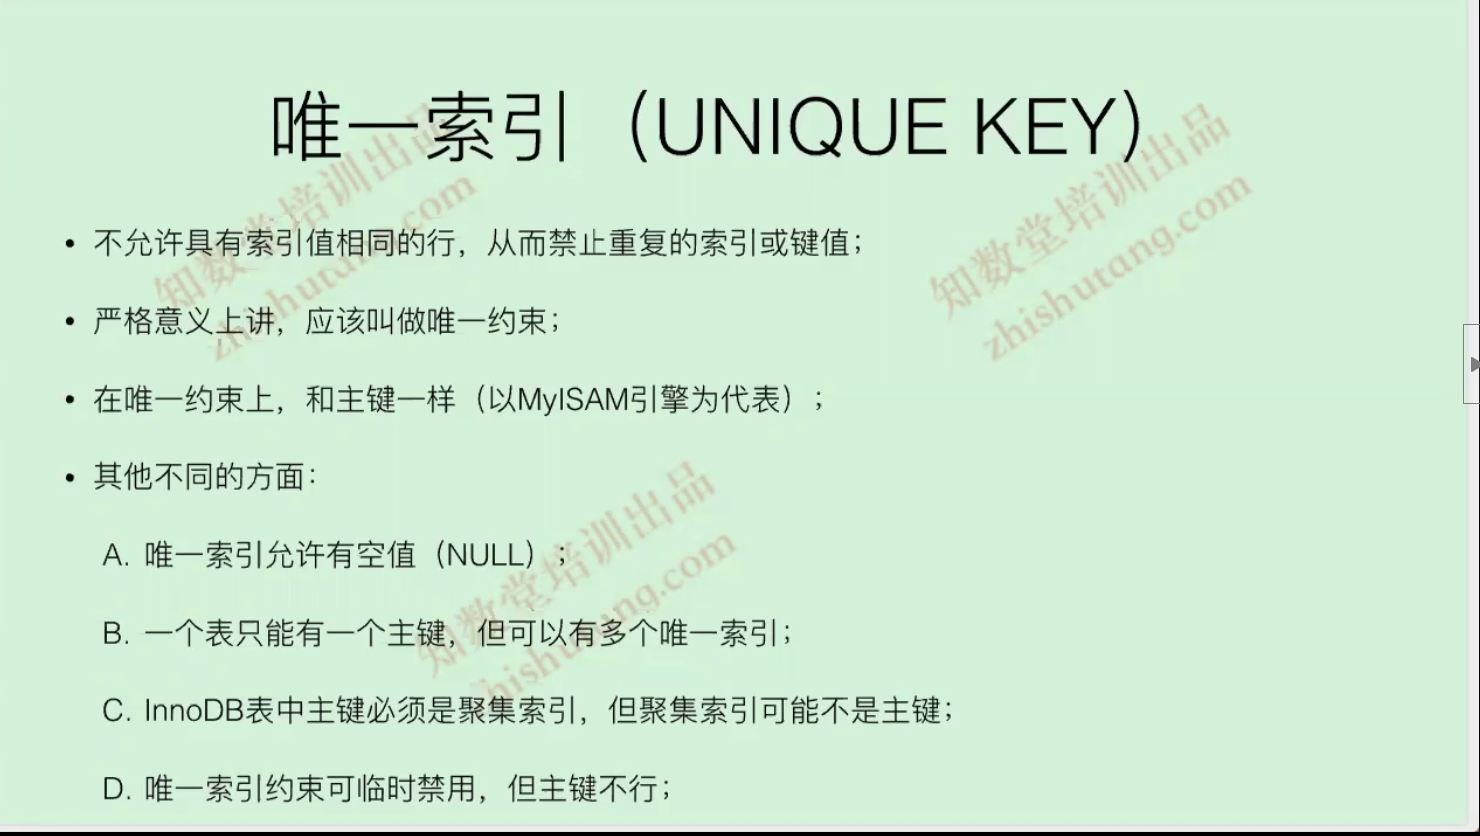 唯一索引（UNIQUE KEY）
• 不允许具有索引值相同的行，从而禁止重复的索引或键值；
• 严格意义上讲，应该叫做唯一约束；
• 在唯一约束上，和主键一样（以MyISAM引擎为代表）；
• 其他不同的方面：
A. 唯一索引允许有空值（NULL）；
B. 一个表只能有一个主键，但可以有多个唯一索引；
C. InnoDB表中主键必须是聚集索引，但聚集索引可能不是主键；
D. 唯一索引约束可临时禁用，但主键不行；
知数堂培训出品
zhishutang.com
知数堂培训出品
zhishutang.com
知数堂培训出品
zhishutang.com